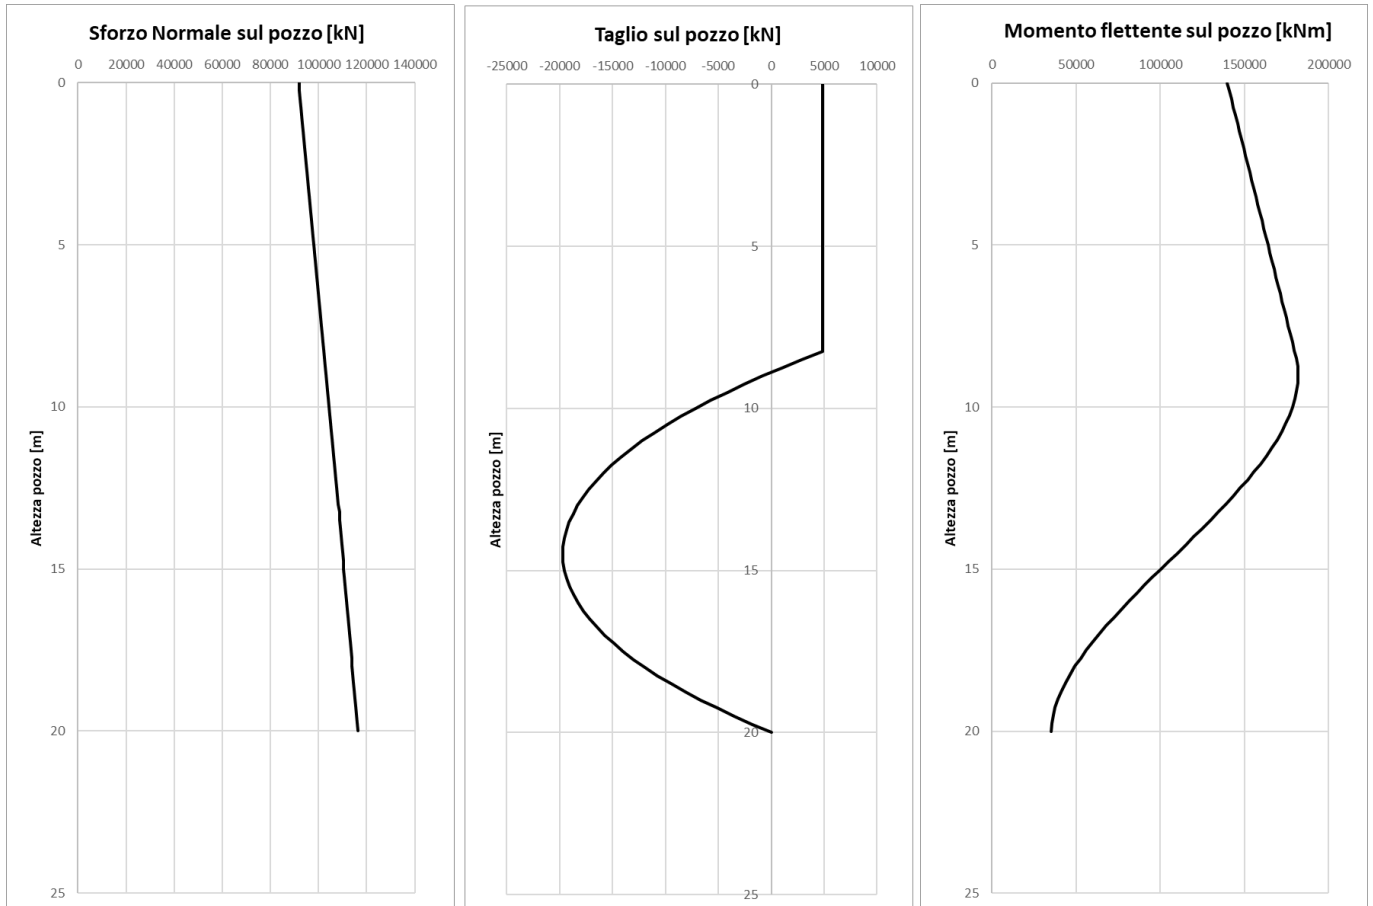 Sforzo Normale sul pozzo [kN]
0 20000 40000 60000 80000 100000 120000 140000
0
5
10
15
20
25
Altezza pozzo [m]
Taglio sul pozzo [kN]
-25000 -20000 -15000 -10000 -5000 0 5000 10000
0
5
10
15
20
25
Altezza pozzo [m]
Momento flettente sul pozzo [kNm]
0 50000 100000 150000 200000
0
5
10
15
20
25
Altezza pozzo [m]